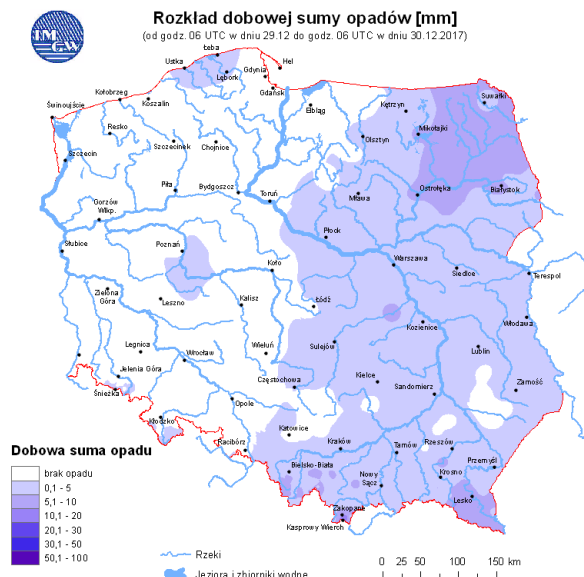 IM
GW
Rozkład dobowej sumy opadów [mm]
(od godz. 06 UTC w dniu 29.12 do godz. 06 UTC w dniu 30.12.2017)
Łeba
Ustka
Hel
Lębork
Gdynia
Gdańsk
Suwałki
Kołobrzeg
Koszalin
Elbląg
Kętrzyn
Świnoujście
Resko
Mikołajki
Olsztyn
Szczecinek
Chojnice
Szczecin
Piła
Bydgoszcz
Ostrołęka
Białystok
Toruń
Mława
Gorzów
Wlkp.
Płock
Słubice
Poznań
Warszawa
Koło
Siedlce
Terespol
Zielona
Góra
Leszno
Kalisz
Łódź
Kozienice
Włodawa
Legnica
Wrocław
Wieluń
Sulejów
Lublin
Jelenia Góra
Kielce
Zamość
Śnieżka
Częstochowa
Sandomierz
Opole
Kłodzko
Katowice
Racibórz
Kraków
Tarnów
Rzeszów
Przemyśl
Bielsko-Biała
Nowy
Sącz
Krosno
Lesko
Zakopane
Kasprowy Wierch
Dobowa suma opadu
brak opadu
0,1 - 5
5,1 - 10
10,1 - 20
20,1 - 30
30,1 - 50
50,1 - 100
Rzeki
Jeziora i zbiorniki wodne
0 25 50 100 150 km